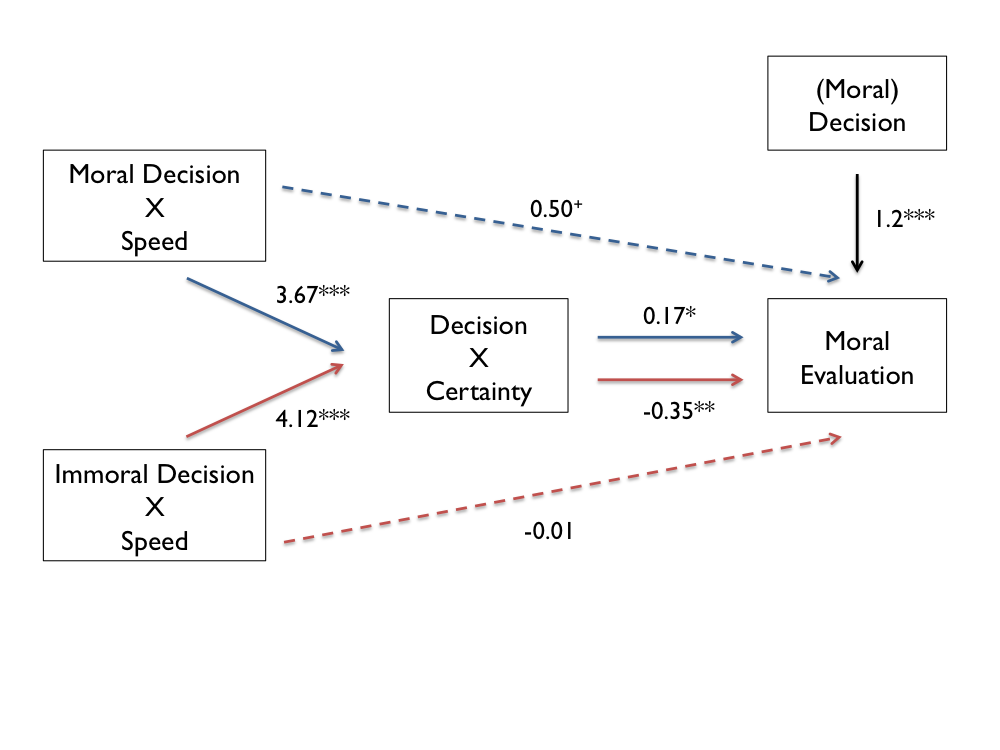 (Moral)
Decision
Moral Decision
X
Speed
0.50⁺
1.2***
3.67***
Decision
X
Certainty
0.17*
-0.35**
Moral
Evaluation
4.12***
Immoral Decision
X
Speed
-0.01